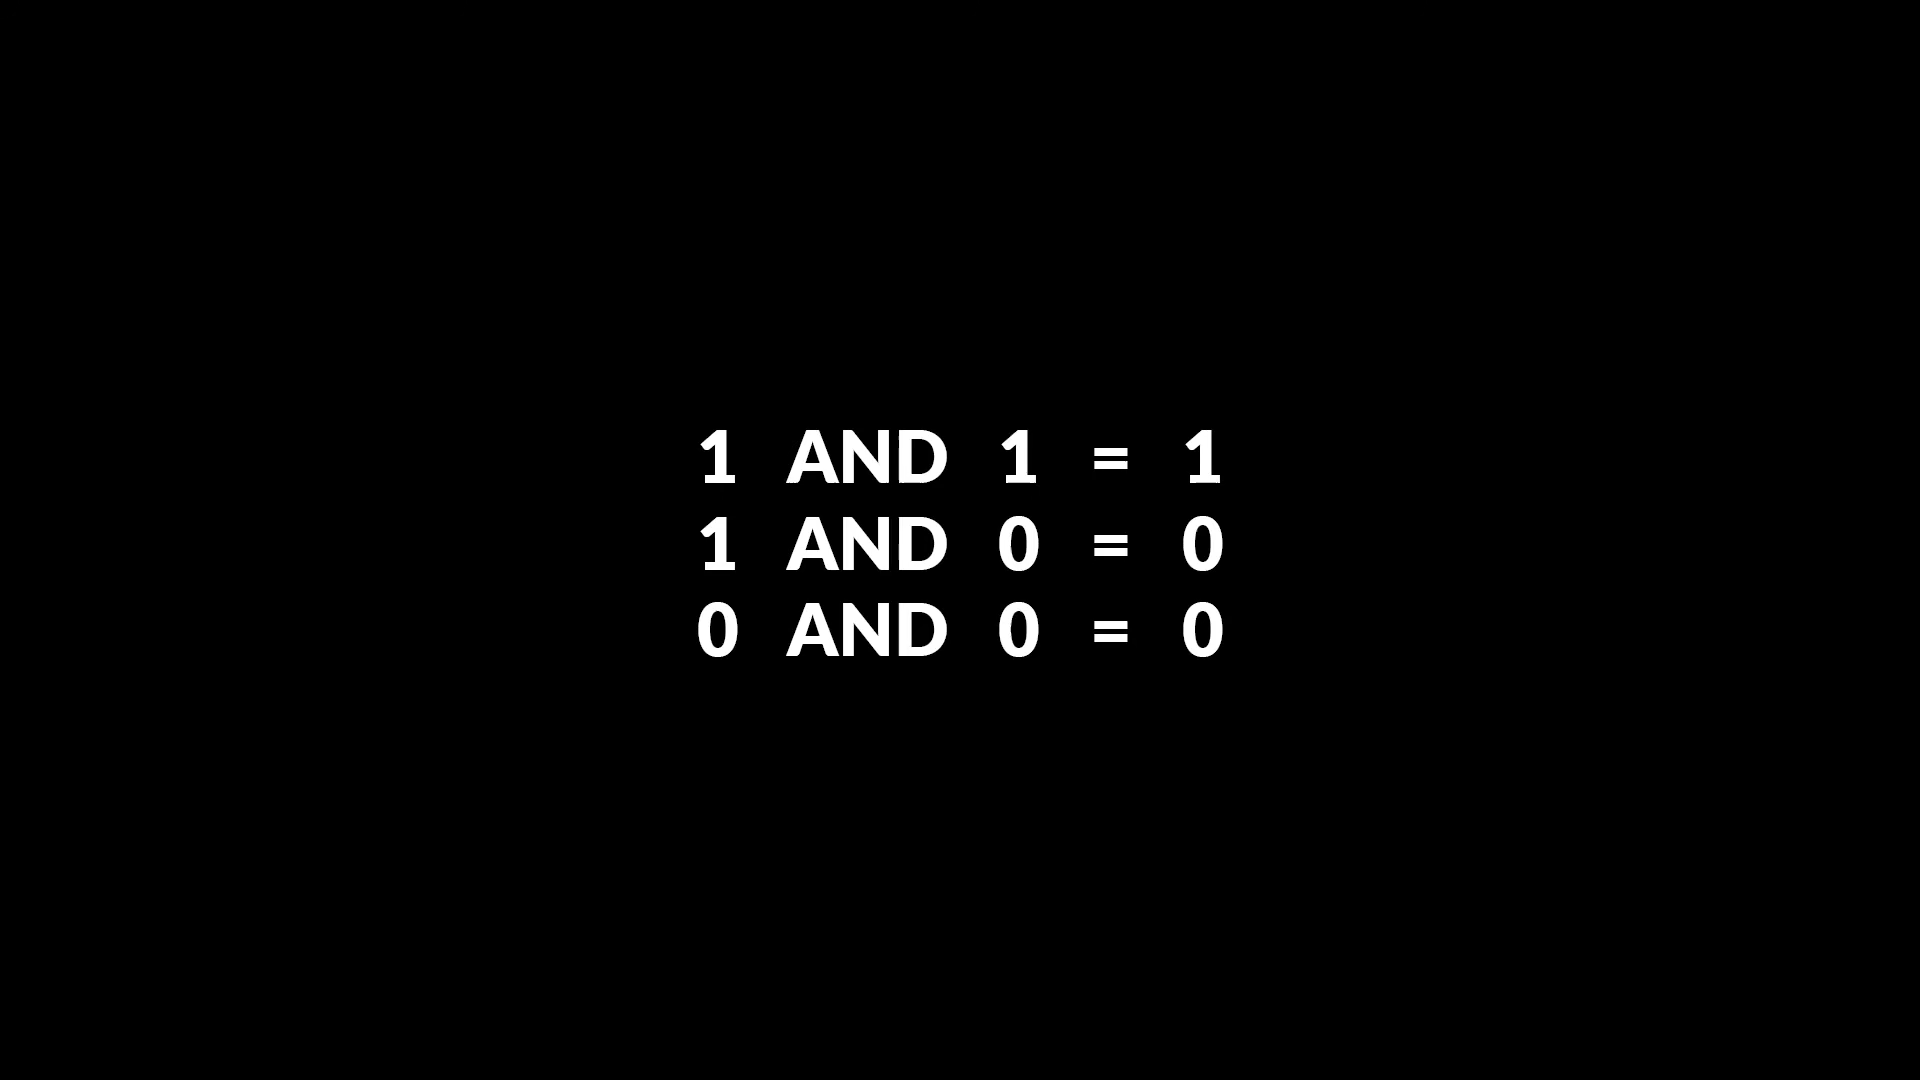 1 AND 1 = 1
1 AND 0 = 0
0 AND 0 = 0